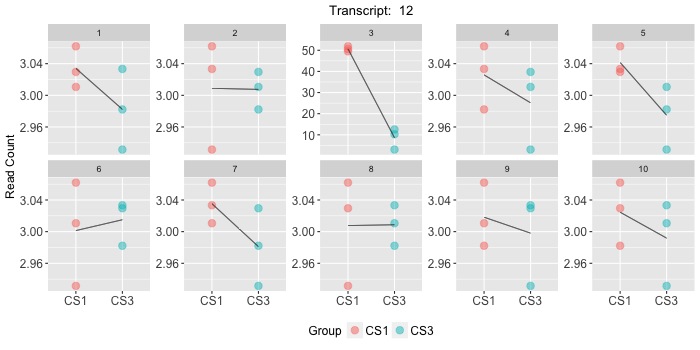 Transcript: 12
1 2 3 4 5
3.04 3.04 50 3.04 3.04
40
3.00 3.00 30 3.00 3.00
20
2.96 2.96 10 2.96 2.96
Read Count
6 7 8 9 10
3.04 3.04 3.04 3.04 3.04
3.00 3.00 3.00 3.00 3.00
2.96 2.96 2.96 2.96 2.96
CS1 CS3 CS1 CS3 CS1 CS3 CS1 CS3 CS1 CS3
Group CS1 CS3